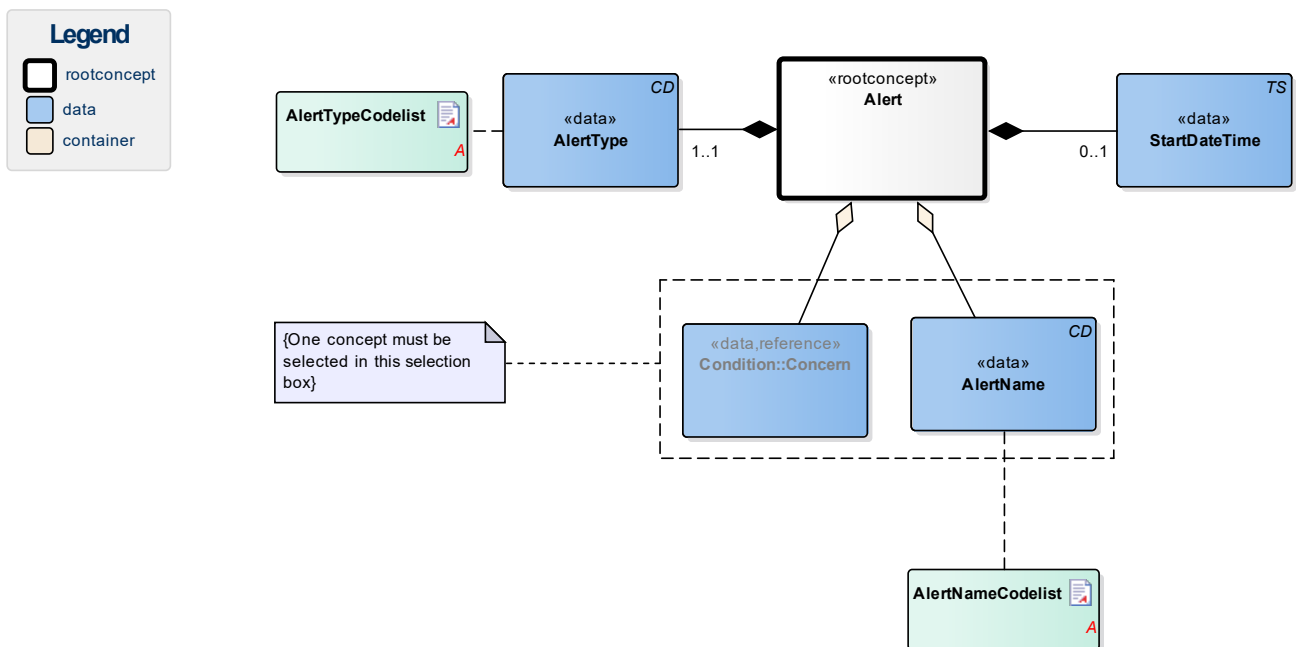 Legend
rootconcept
data
container
AlertTypeCodelist
A
CD
«data»
AlertType
1..1
«rootconcept»
Alert
0..1
TS
«data»
StartDateTime
{One concept must be
selected in this selection
box}
«data,reference»
Condition::Concern
CD
«data»
AlertName
AlertNameCodelist
A